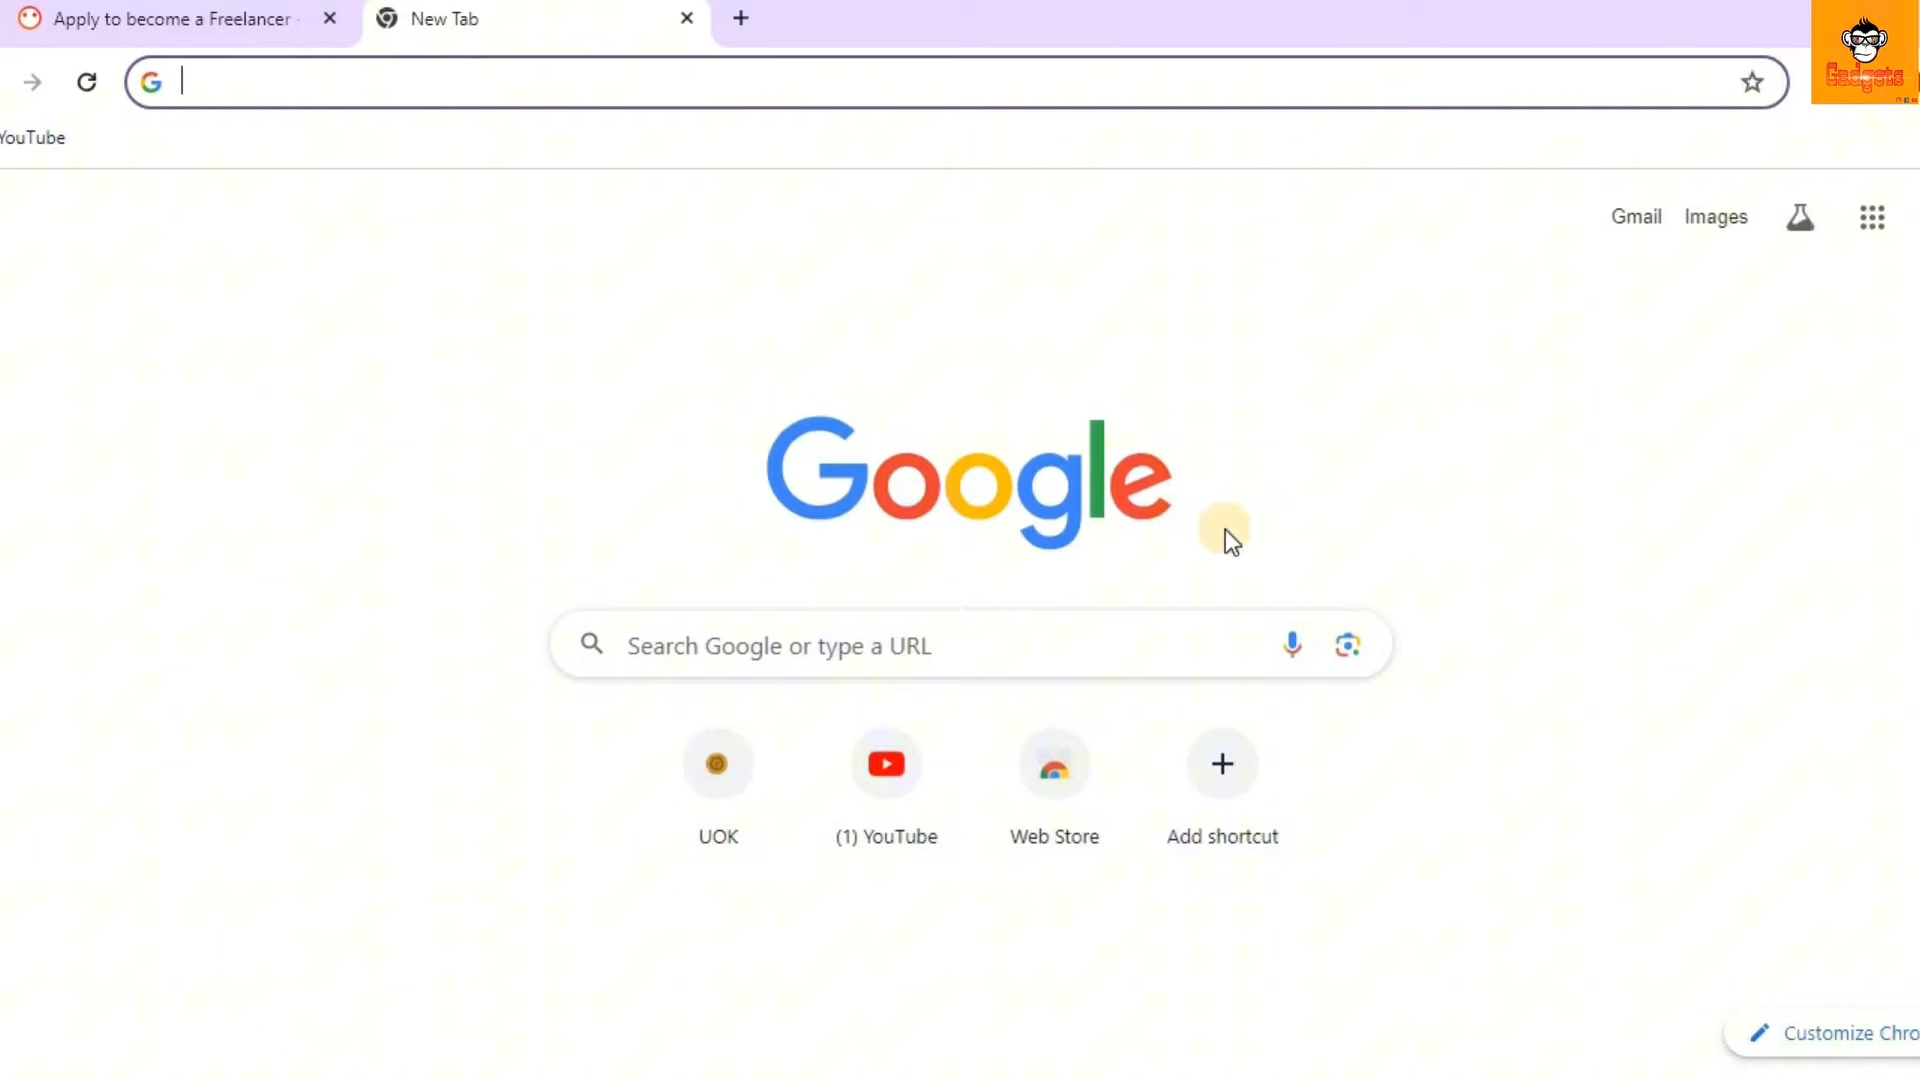 Apply to become a Freelancer
New Tab
Gadgets
YouTube
Gmail Images
Google
Search Google or type a URL
UOK (1) YouTube Web Store Add shortcut
Customize Chro